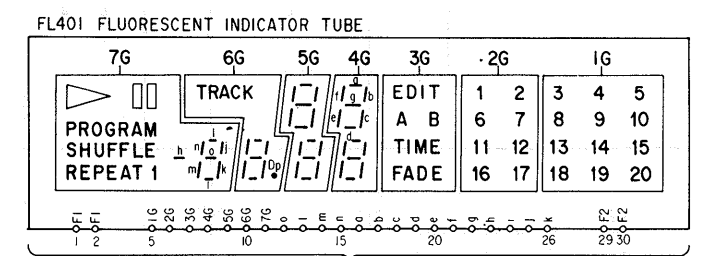 FL401 FLUORESCENT INDICATOR TUBE
7G 6G 5G 4G 3G 2G 1G
TRACK a EDIT 1 2 3 4 5
f g b
PROGRAM i e c A B 6 7 8 9 10
SHUFFLE h n o j d TIME 11 12 13 14 15
REPEAT 1 m k Dp FADE 16 17 18 19 20
l
F1 F1 1G 2G 3G 4G 5G 6G 7G o l m n a b c d e f g h i j k F2 F2
1 2 5 10 15 20 26 29 30